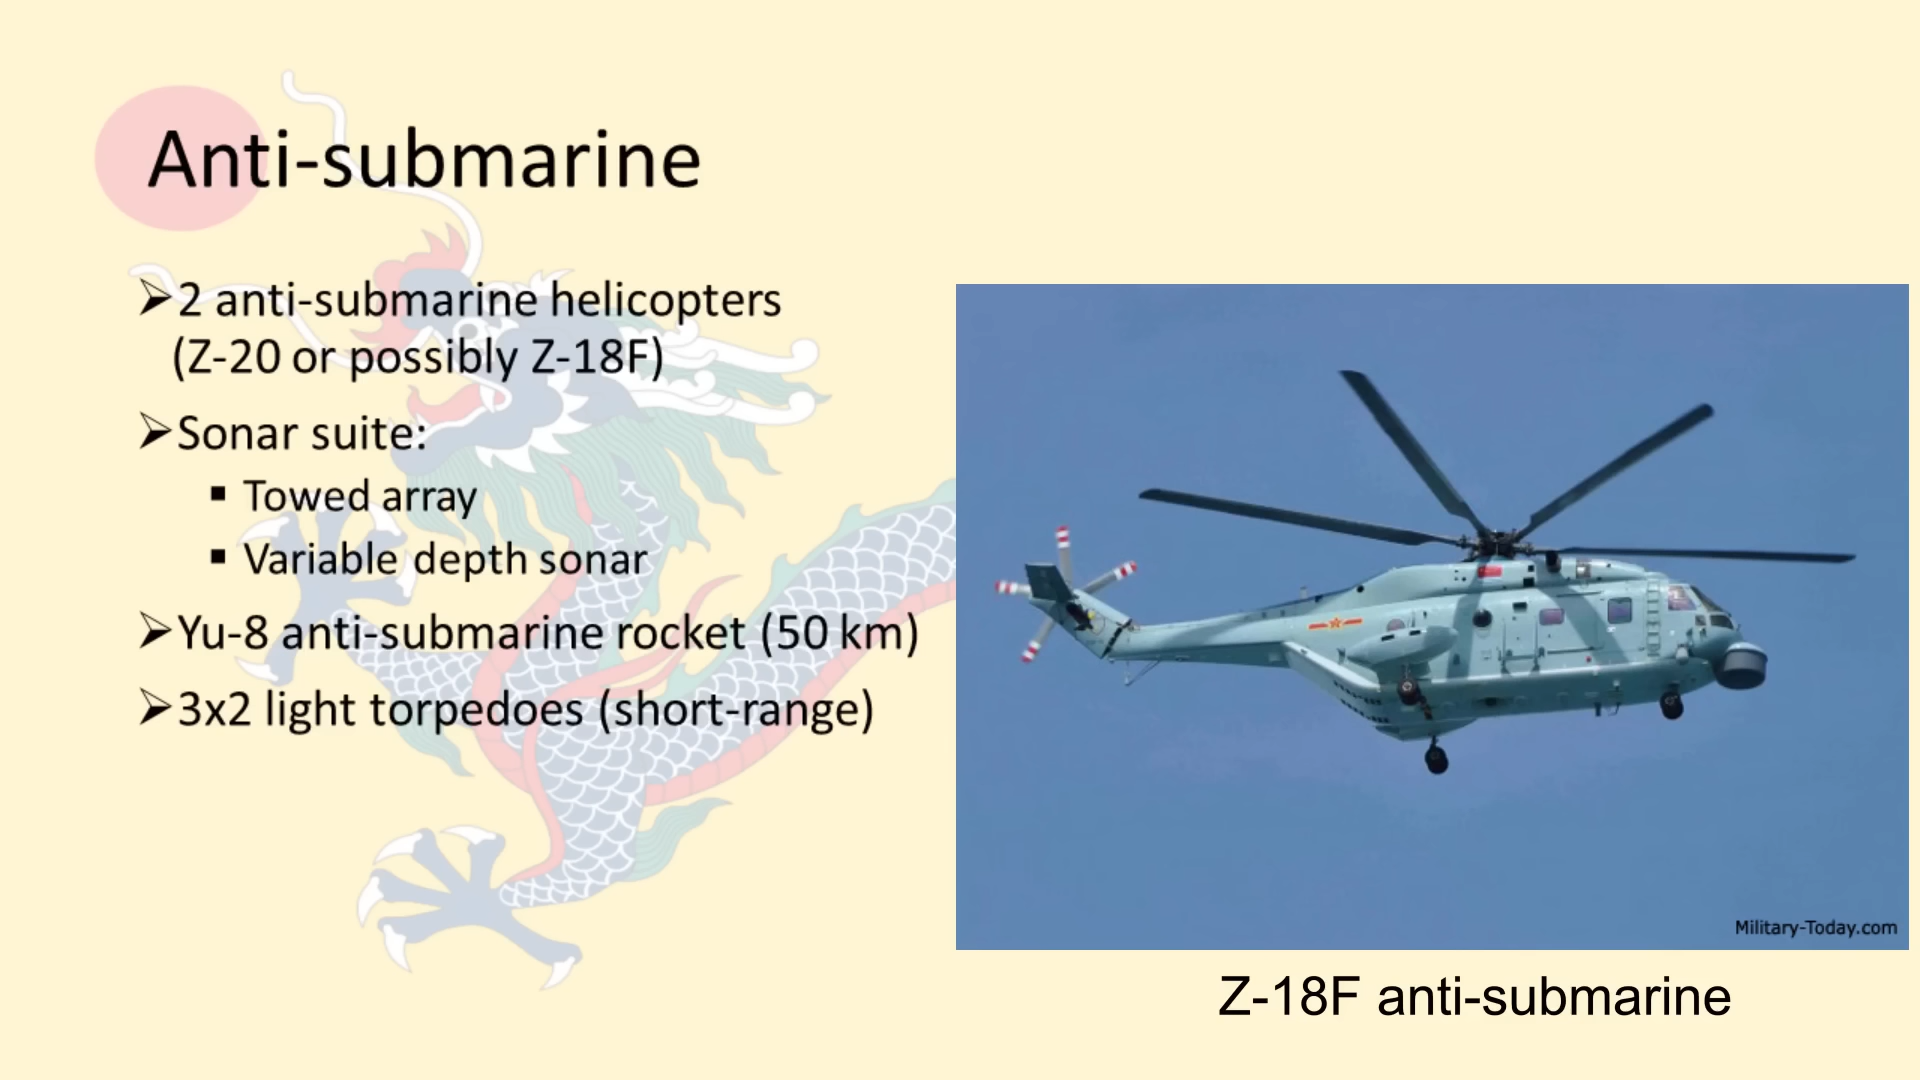 Anti-submarine
➢2 anti-submarine helicopters
(Z-20 or possibly Z-18F)
➢Sonar suite:
▪ Towed array
▪ Variable depth sonar
➢Yu-8 anti-submarine rocket (50 km)
➢3x2 light torpedoes (short-range)
Military-Today.com
Z-18F anti-submarine